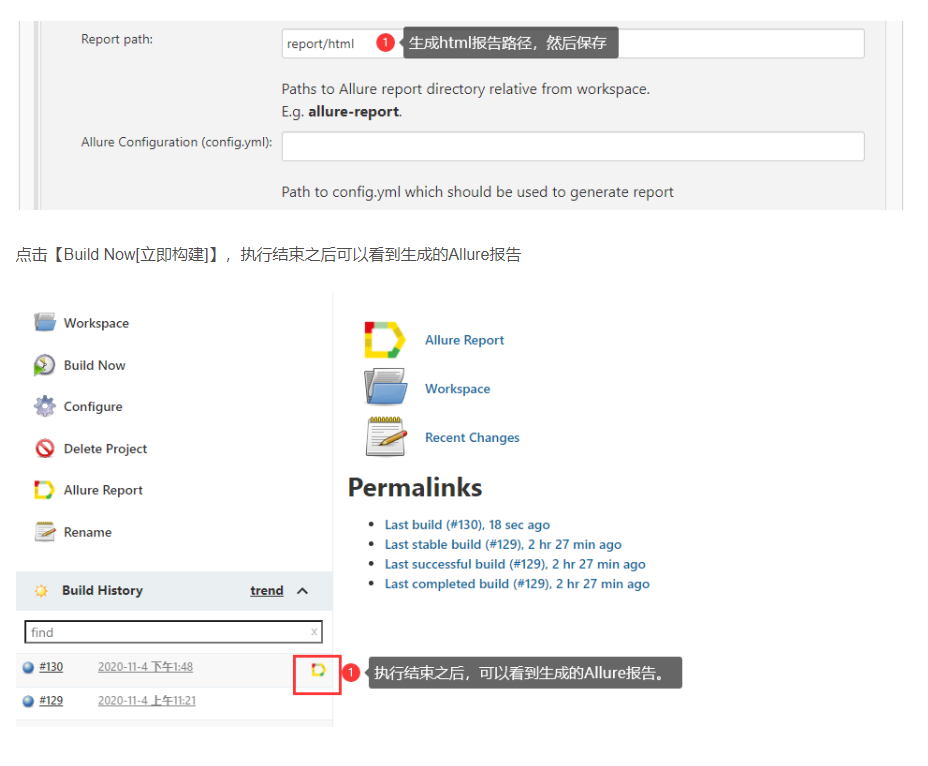 Report path:
report/html
1
生成html报告路径，然后保存
Paths to Allure report directory relative from workspace.
E.g. allure-report.
Allure Configuration (config.yml):
Path to config.yml which should be used to generate report
点击【Build Now[立即构建]】，执行结束之后可以看到生成的Allure报告
Workspace
Build Now
Configure
Delete Project
Allure Report
Rename
Build History
trend
find
x
#130
2020-11-4 下午1:48
#129
2020-11-4 上午11:21
Allure Report
Workspace
Recent Changes
Permalinks
Last build (#130), 18 sec ago
Last stable build (#129), 2 hr 27 min ago
Last successful build (#129), 2 hr 27 min ago
Last completed build (#129), 2 hr 27 min ago
1
执行结束之后，可以看到生成的Allure报告。